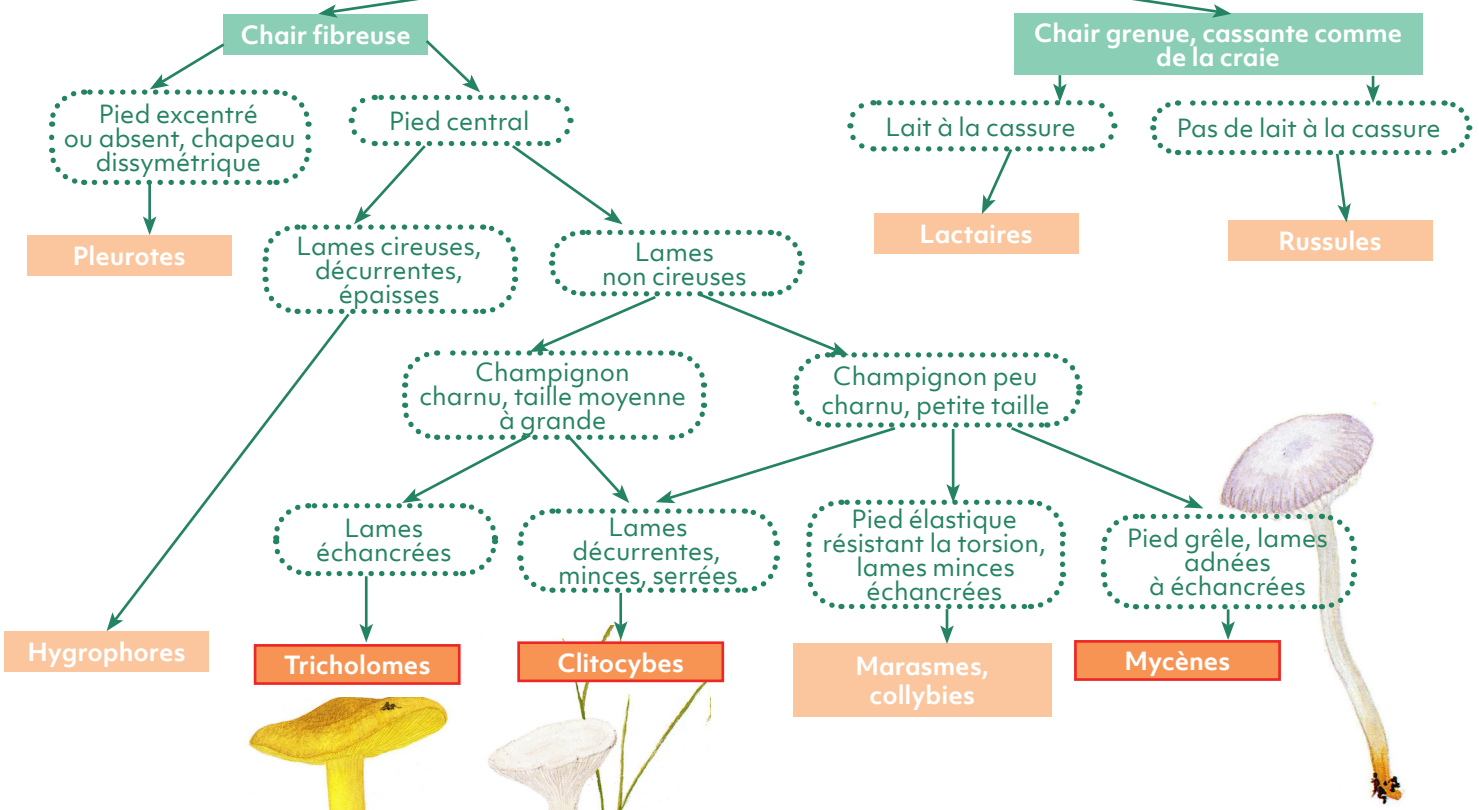 Chair fibreuse
Chair grenue, cassante comme
de la craie
Pied excentré
ou absent, chapeau
dissymétrique
Pied central
Lait à la cassure
Pas de lait à la cassure
Pleurotes
Lames cireuses,
décurrentes,
épaisses
Lames
non cireuses
Lactaires
Russules
Champignon
charnu, taille moyenne
à grande
Champignon peu
charnu, petite taille
Lames
échancrées
Lames
décurrentes,
minces, serrées
Pied élastique
résistant la torsion,
lames minces
échancrées
Pied grêle, lames
adnées
à échancrées
Hygrophores
Tricholomes
Clitocybes
Marasmes,
collybies
Mycènes